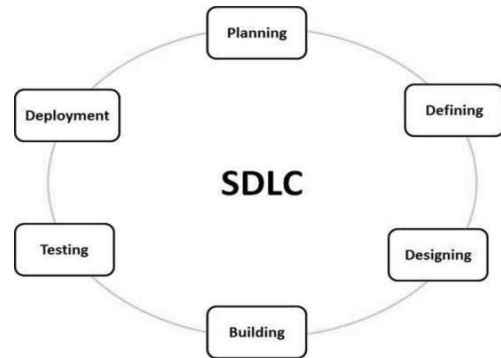 Planning
Defining
Designing
Building
Testing
Deployment
SDLC